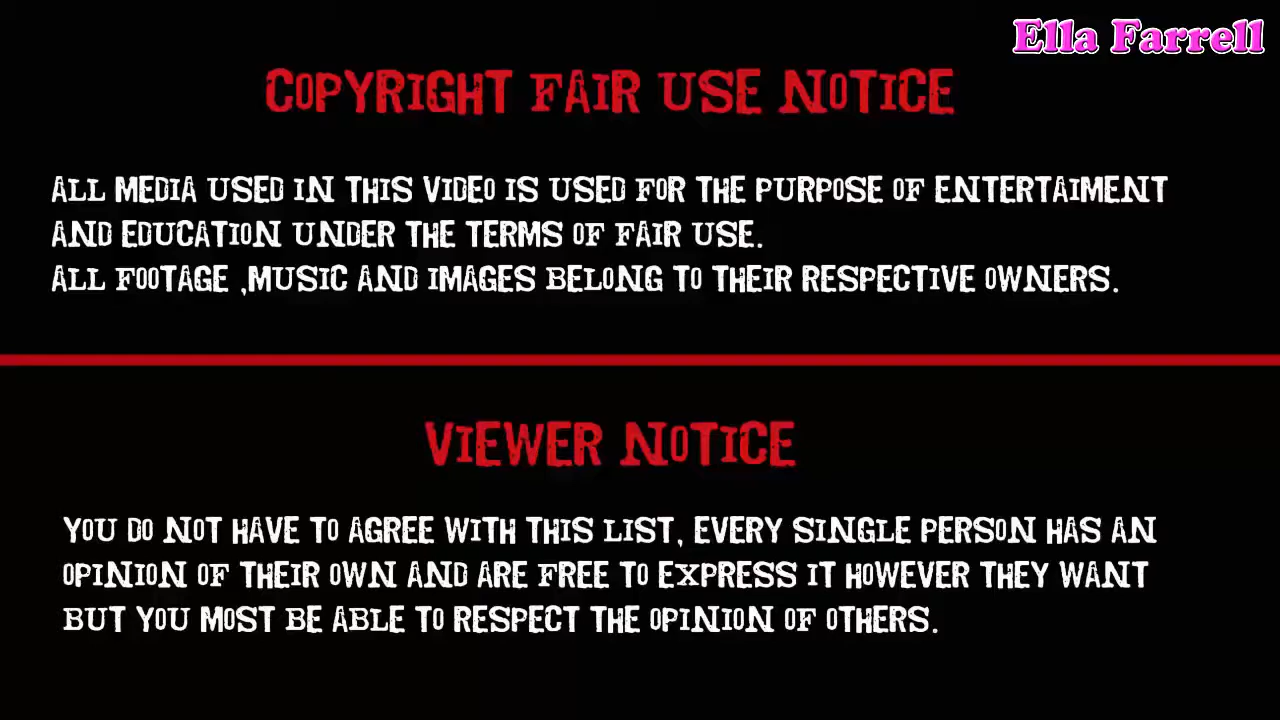 Ella Farrell
COPYRIGHT FAIR USE NOTICE
ALL MEDIA USED IN THIS VIDEO IS USED FOR THE PURPOSE OF ENTERTAIMENT
AND EDUCATION UNDER THE TERMS OF FAIR USE.
ALL FOOTAGE ,MUSIC AND IMAGES BELONG TO THEIR RESPECTIVE OWNERS.
VIEWER NOTICE
YOU DO NOT HAVE TO AGREE WITH THIS LIST, EVERY SINGLE PERSON HAS AN
OPINION OF THEIR OWN AND ARE FREE TO EXPRESS IT HOWEVER THEY WANT
BUT YOU MOST BE ABLE TO RESPECT THE OPINION OF OTHERS.